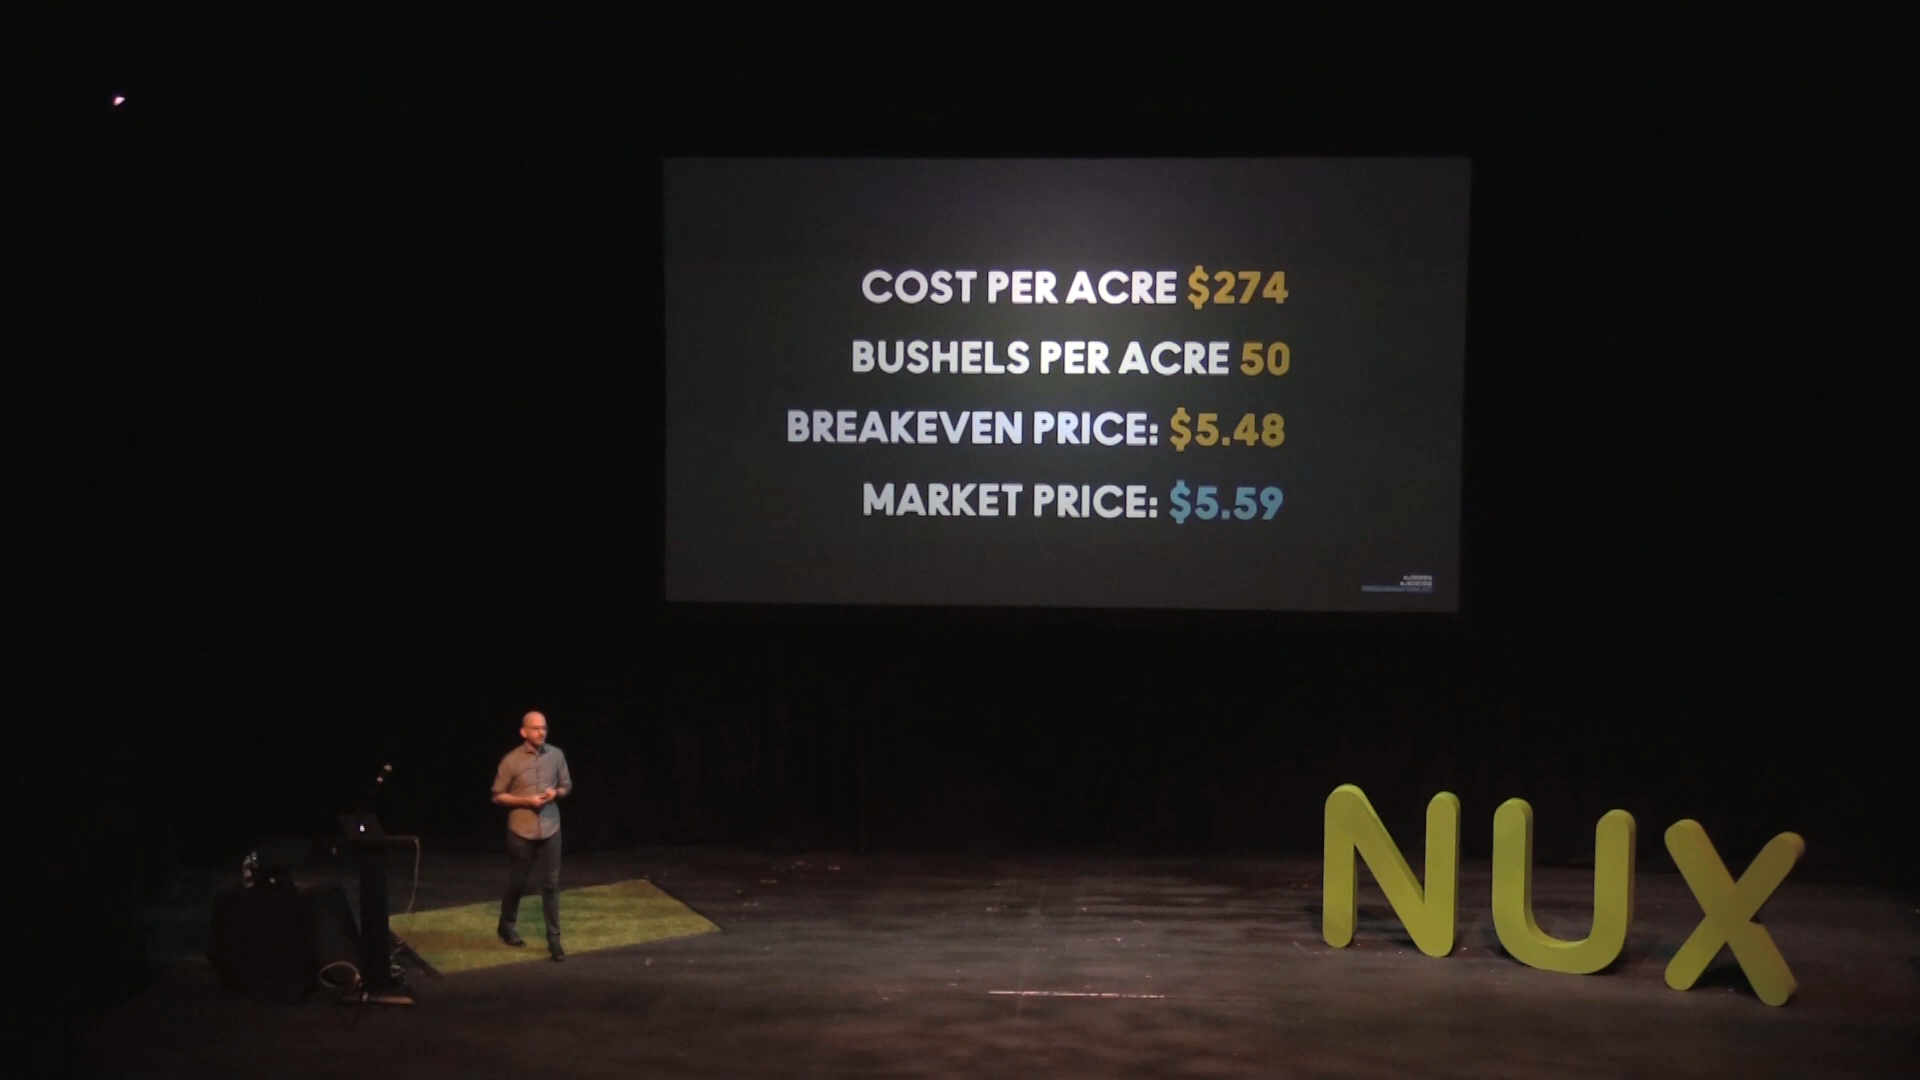 COST PER ACRE $274
BUSHELS PER ACRE 50
BREAKEVEN PRICE: $5.48
MARKET PRICE: $5.59
NUX